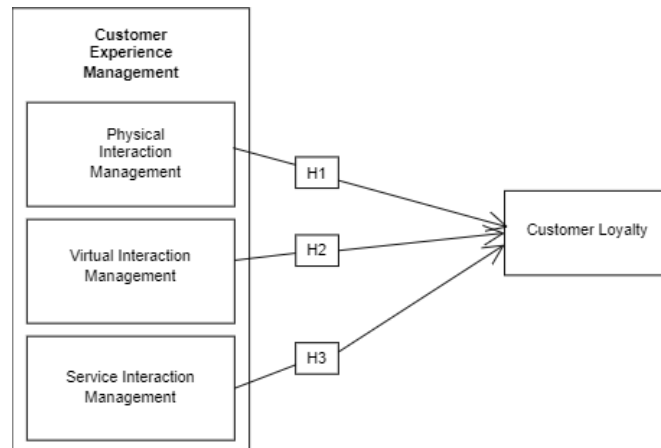 Customer
Experience
Management
Physical
Interaction
Management
H1
Virtual Interaction
Management
H2
Customer Loyalty
Service Interaction
Management
H3